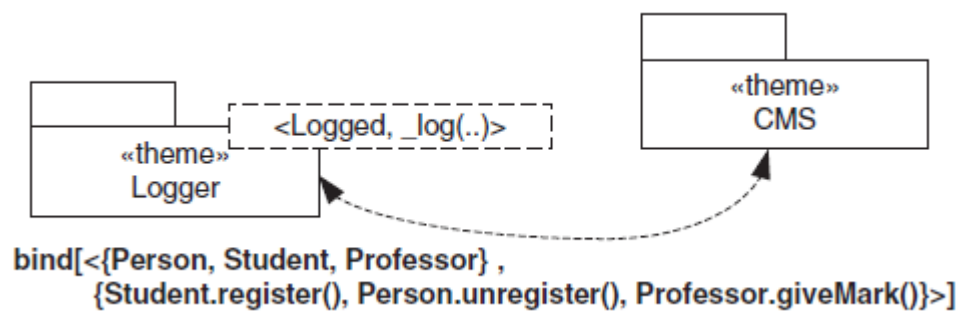 «theme»
CMS
<Logged, _log(..)>
«theme»
Logger
bind[<{Person, Student, Professor} ,
{Student.register(), Person.unregister(), Professor.giveMark()}>]